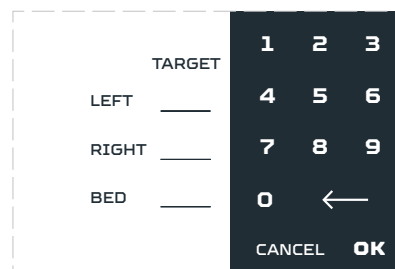 TARGET
LEFT
RIGHT
BED
1 2 3
4 5 6
7 8 9
0
CANCEL OK